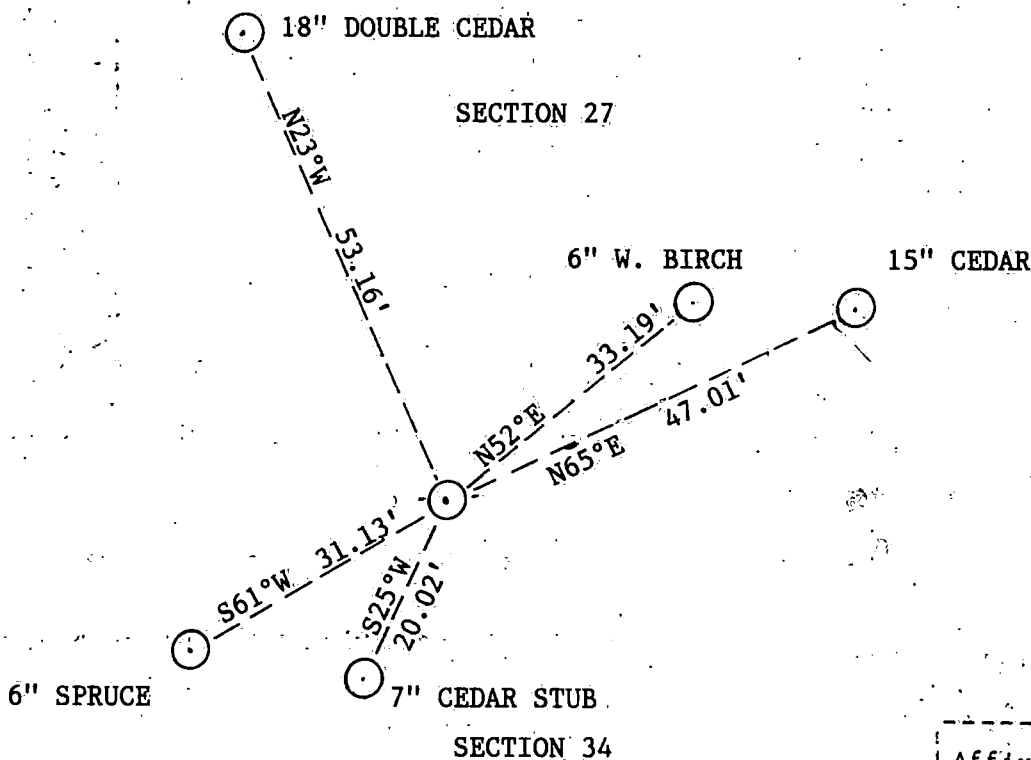 18" DOUBLE CEDAR
SECTION 27
N23°W 53.16'
6" W. BIRCH
15" CEDAR
N52°E 33.19'
N65°E 47.01'
S61°W 31.13'
S25°W
20.02'
6" SPRUCE
7" CEDAR STUB
SECTION 34